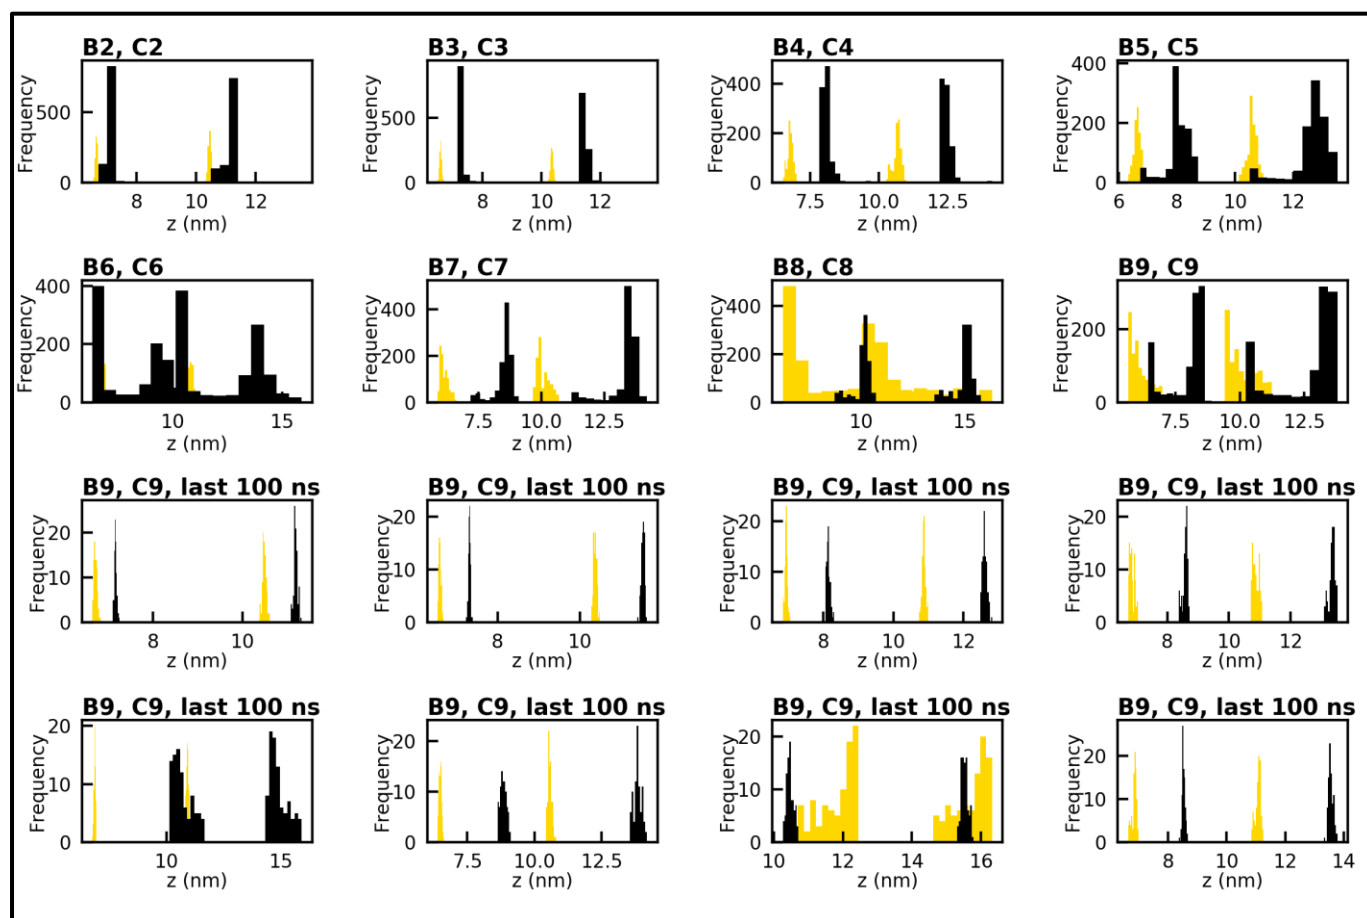 B2, C2
Frequency
500
0
8 10 12
z (nm)
B3, C3
Frequency
500
0
8 10 12
z (nm)
B4, C4
Frequency
400
200
0
7.5 10.0 12.5
z (nm)
B5, C5
Frequency
400
200
0
6 8 10 12
z (nm)
B6, C6
Frequency
400
200
0
10 15
z (nm)
B7, C7
Frequency
400
200
0
7.5 10.0 12.5
z (nm)
B8, C8
Frequency
400
200
0
10 15
z (nm)
B9, C9
Frequency
200
0
7.5 10.0 12.5
z (nm)
B9, C9, last 100 ns
Frequency
20
10
0
8 10
z (nm)
B9, C9, last 100 ns
Frequency
20
10
0
8 10
z (nm)
B9, C9, last 100 ns
Frequency
20
10
0
8 10 12
z (nm)
B9, C9, last 100 ns
Frequency
20
10
0
8 10 12
z (nm)
B9, C9, last 100 ns
Frequency
20
10
0
10 15
z (nm)
B9, C9, last 100 ns
Frequency
20
10
0
7.5 10.0 12.5
z (nm)
B9, C9, last 100 ns
Frequency
20
10
0
10 12 14 16
z (nm)
B9, C9, last 100 ns
Frequency
20
10
0
8 10 12 14
z (nm)